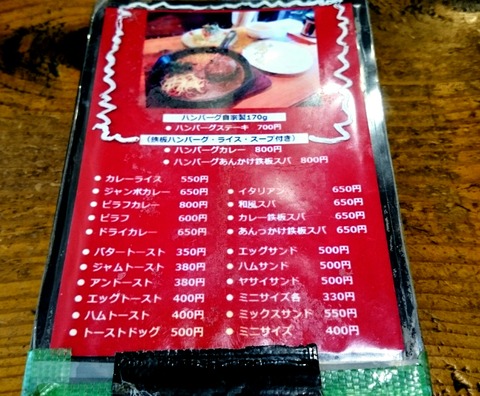 ハンバーグ自家製170g
ハンバーグステーキ 700円
(鉄板ハンバーグ・ライス・スープ付き)
ハンバーグカレー 800円
ハンバーグあんかけ鉄板スパ 800円
カレーライス 550円
ジャンボカレー 650円
ピラフカレー 800円
ピラフ 600円
ドライカレー 650円
イタリアン 650円
和風スパ 650円
カレー鉄板スパ 650円
あんっかけ鉄板スパ 650円
バタートースト 350円
ジャムトースト 380円
アントースト 380円
エッグトースト 400円
ハムトースト 400円
トーストドッグ 500円
エッグサンド 500円
ハムサンド 500円
ヤサイサンド 500円
ミニサイズ各 330円
ミックスサンド 550円
ミニサイズ 400円